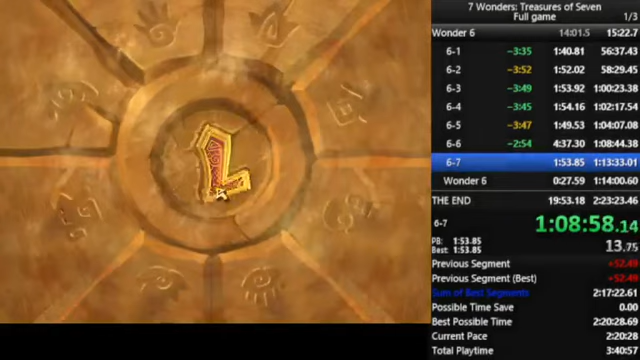 7 Wonders: Treasures of Seven
Full game 1/3
Wonder 6 14:01.5 15:22.7
6-1 −3:35 1:40.81 56:37.43
6-2 −3:52 1:52.02 58:29.45
6-3 −3:49 1:53.92 1:00:23.38
6-4 −3:45 1:54.16 1:02:17.54
6-5 −3:47 1:49.53 1:04:07.08
6-6 −2:54 4:37.30 1:08:44.38
6-7 1:53.85 1:13:33.01
Wonder 6 0:27.59 1:14:00.60
THE END 19:53.18 2:23:23.46
6-7 1:08:58.14
PB: 1:53.85
Best: 1:53.85 13.75
Previous Segment +52.49
Previous Segment (Best) +52.49
Sum of Best Segments 2:17:22.61
Possible Time Save 0.00
Best Possible Time 2:20:28.69
Current Pace 2:20:28
Total Playtime 3:40:57